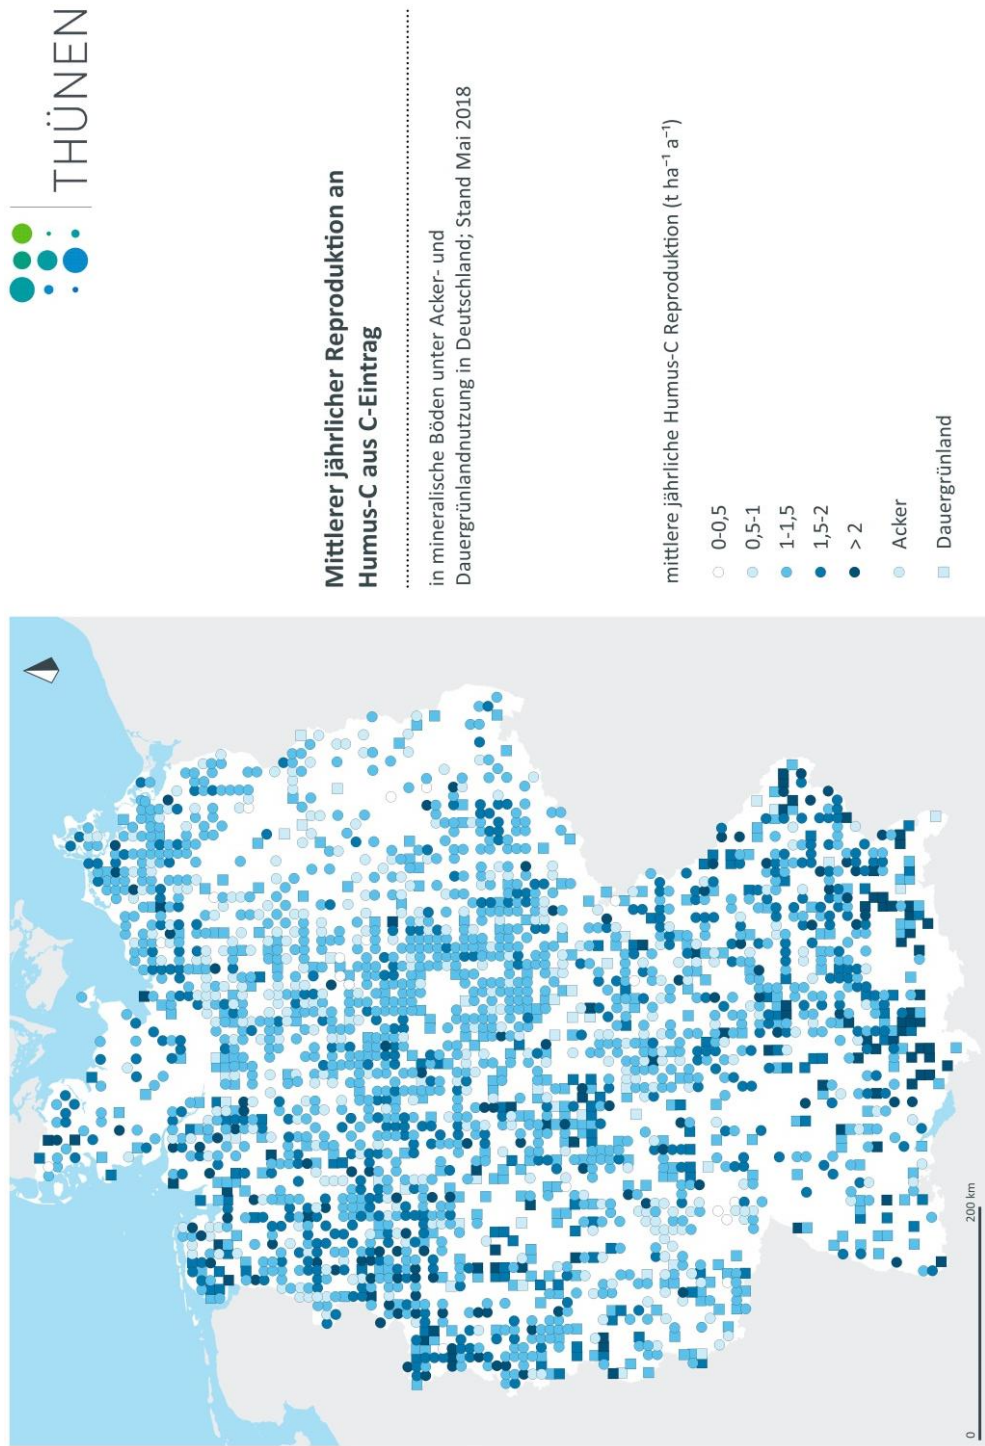 THÜNEN
Mittlerer jährlicher Reproduktion an
Humus-C aus C-Eintrag
in mineralische Böden unter Acker- und
Dauergrünlandnutzung in Deutschland; Stand Mai 2018
mittlere jährliche Humus-C Reproduktion (t ha⁻¹ a⁻¹)
0-0,5
0,5-1
1-1,5
1,5-2
> 2
Acker
Dauergrünland
0
200 km